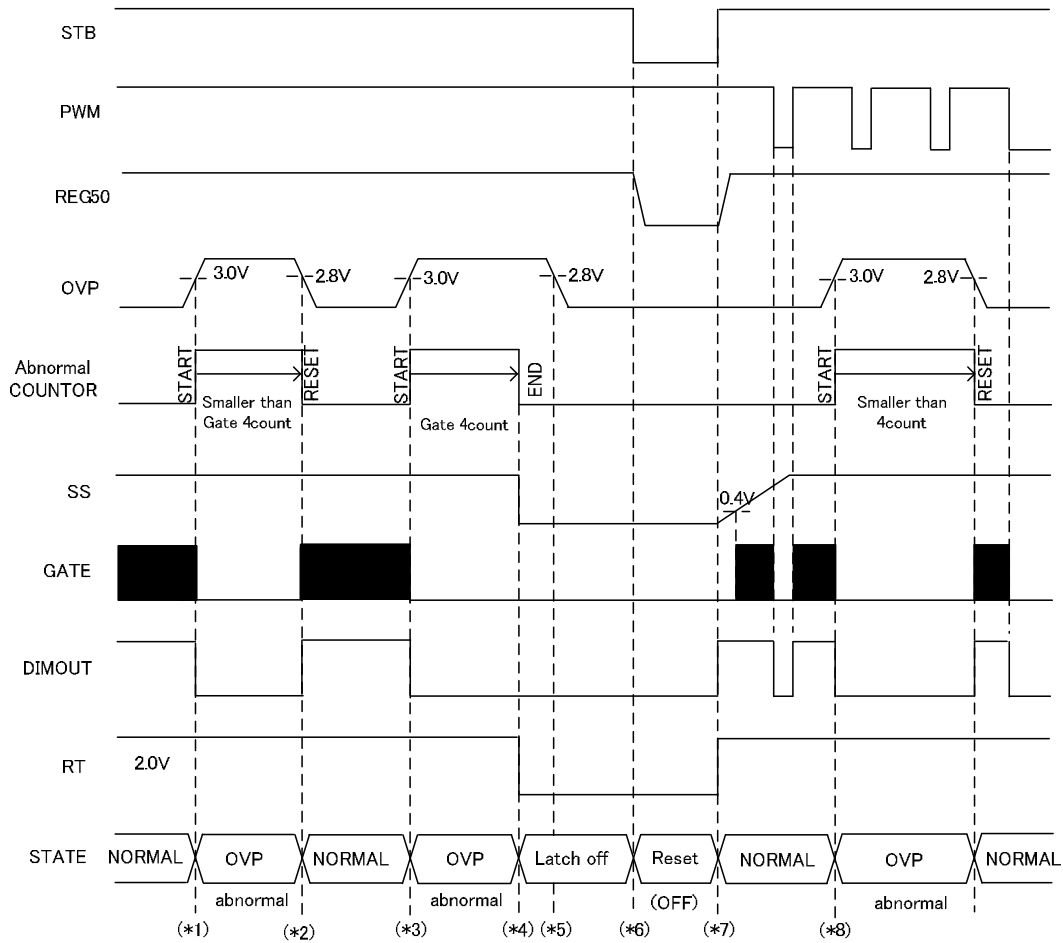 STB
PWM
REG50
OVP
3.0V
2.8V
3.0V
2.8V
3.0V
2.8V
Abnormal
COUNTOR
START
RESET
START
END
START
RESET
Smaller than
Gate 4count
Gate 4count
Smaller than
4count
SS
0.4V
GATE
DIMOUT
RT
2.0V
STATE
NORMAL
OVP
NORMAL
OVP
Latch off
Reset
NORMAL
OVP
NORMAL
abnormal
abnormal
(OFF)
abnormal
(*1)
(*2)
(*3)
(*4)
(*5)
(*6)
(*7)
(*8)